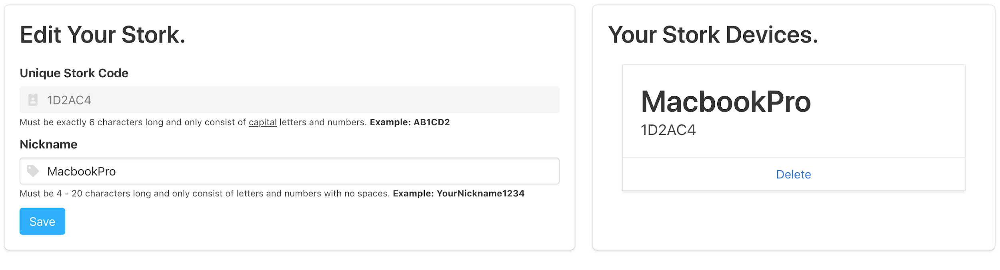 Edit Your Stork.
Unique Stork Code
1D2AC4
Must be exactly 6 characters long and only consist of capital letters and numbers. Example: AB1CD2
Nickname
MacbookPro
Must be 4 - 20 characters long and only consist of letters and numbers with no spaces. Example: YourNickname1234
Save
Your Stork Devices.
MacbookPro
1D2AC4
Delete